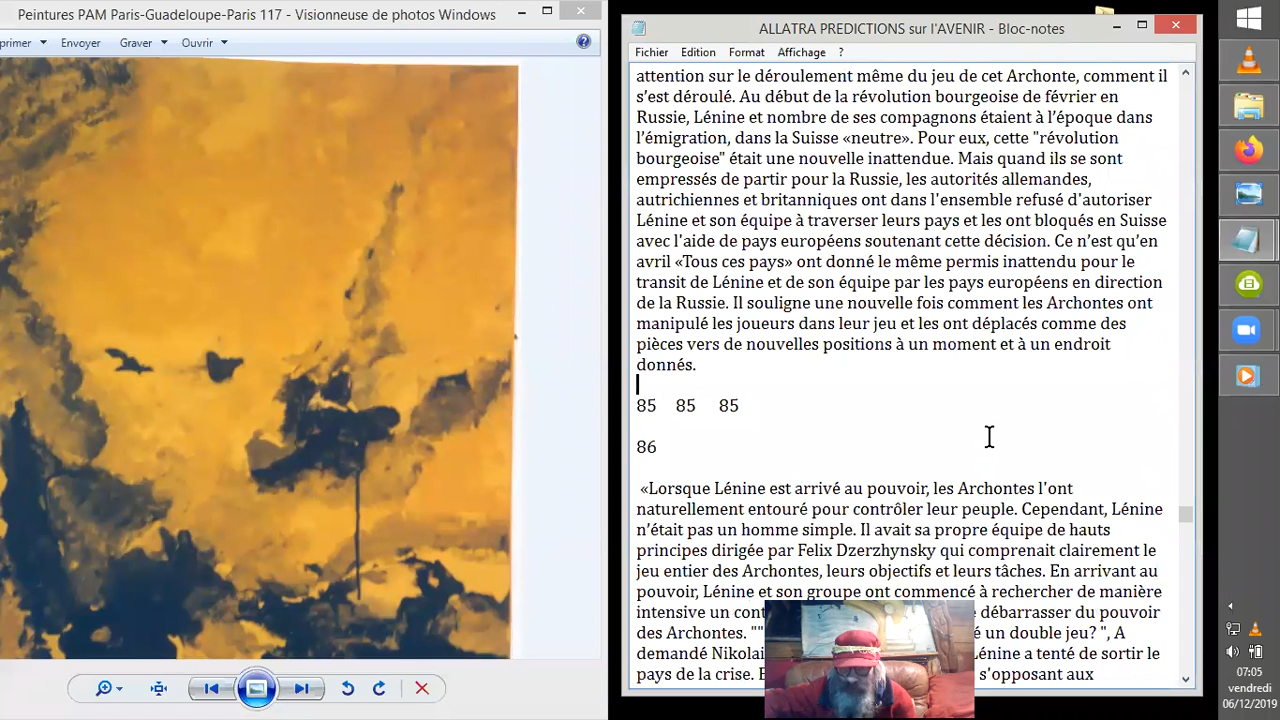 Peintures PAM Paris-Guadeloupe-Paris 117 - Visionneuse de photos Windows
primer Envoyer Graver Ouvrir
ALLATRA PREDICTIONS sur l'AVENIR - Bloc-notes
Fichier Edition Format Affichage ?
attention sur le déroulement même du jeu de cet Archonte, comment il
s'est déroulé. Au début de la révolution bourgeoise de février en
Russie, Lénine et nombre de ses compagnons étaient à l'époque dans
l'émigration, dans la Suisse «neutre». Pour eux, cette "révolution
bourgeoise" était une nouvelle inattendue. Mais quand ils se sont
empressés de partir pour la Russie, les autorités allemandes,
autrichiennes et britanniques ont dans l'ensemble refusé d'autoriser
Lénine et son équipe à traverser leurs pays et les ont bloqués en Suisse
avec l'aide de pays européens soutenant cette décision. Ce n'est qu'en
avril «Tous ces pays» ont donné le même permis inattendu pour le
transit de Lénine et de son équipe par les pays européens en direction
de la Russie. Il souligne une nouvelle fois comment les Archontes ont
manipulé les joueurs dans leur jeu et les ont déplacés comme des
pièces vers de nouvelles positions à un moment et à un endroit
donnés.
85 85 85
86
«Lorsque Lénine est arrivé au pouvoir, les Archontes l'ont
naturellement entouré pour contrôler leur peuple. Cependant, Lénine
n'était pas un homme simple. Il avait sa propre équipe de hauts
principes dirigée par Felix Dzerzhynsky qui comprenait clairement le
jeu entier des Archontes, leurs objectifs et leurs tâches. En arrivant au
pouvoir, Lénine et son groupe ont commencé à rechercher de manière
intensive un cont débarrasser du pouvoir
des Archontes. "" é un double jeu? ", A
demandé Nikolai Lénine a tenté de sortir le
pays de la crise. s'opposant aux
07:05
vendredi
06/12/2019